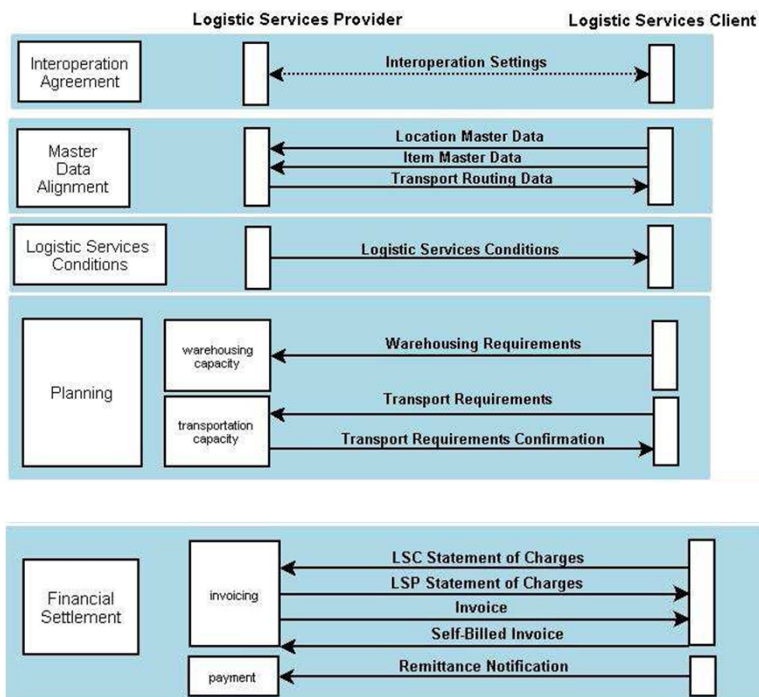 Logistic Services Provider
Logistic Services Client
Interoperation
Agreement
Interoperation Settings
Master
Data
Alignment
Location Master Data
Item Master Data
Transport Routing Data
Logistic Services
Conditions
Logistic Services Conditions
Planning
warehousing
capacity
Warehousing Requirements
transportation
capacity
Transport Requirements
Transport Requirements Confirmation
Financial
Settlement
invoicing
LSC Statement of Charges
LSP Statement of Charges
Invoice
Self-Billed Invoice
payment
Remittance Notification